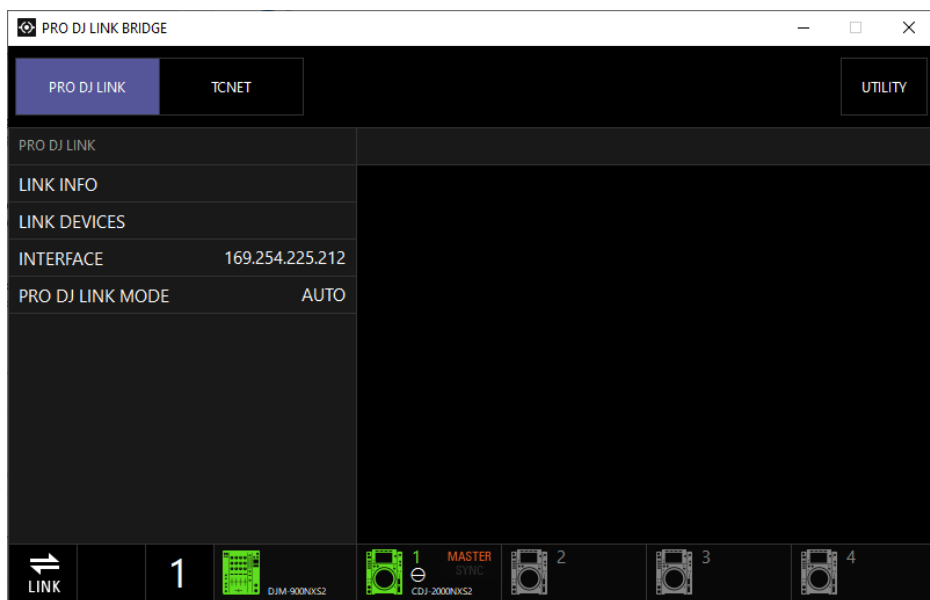 PRO DJ LINK BRIDGE
PRO DJ LINK TCNET UTILITY
PRO DJ LINK
LINK INFO
LINK DEVICES
INTERFACE 169.254.225.212
PRO DJ LINK MODE AUTO
LINK 1 DJM-900NXS2 1 MASTER SYNC CDJ-2000NXS2 2 3 4